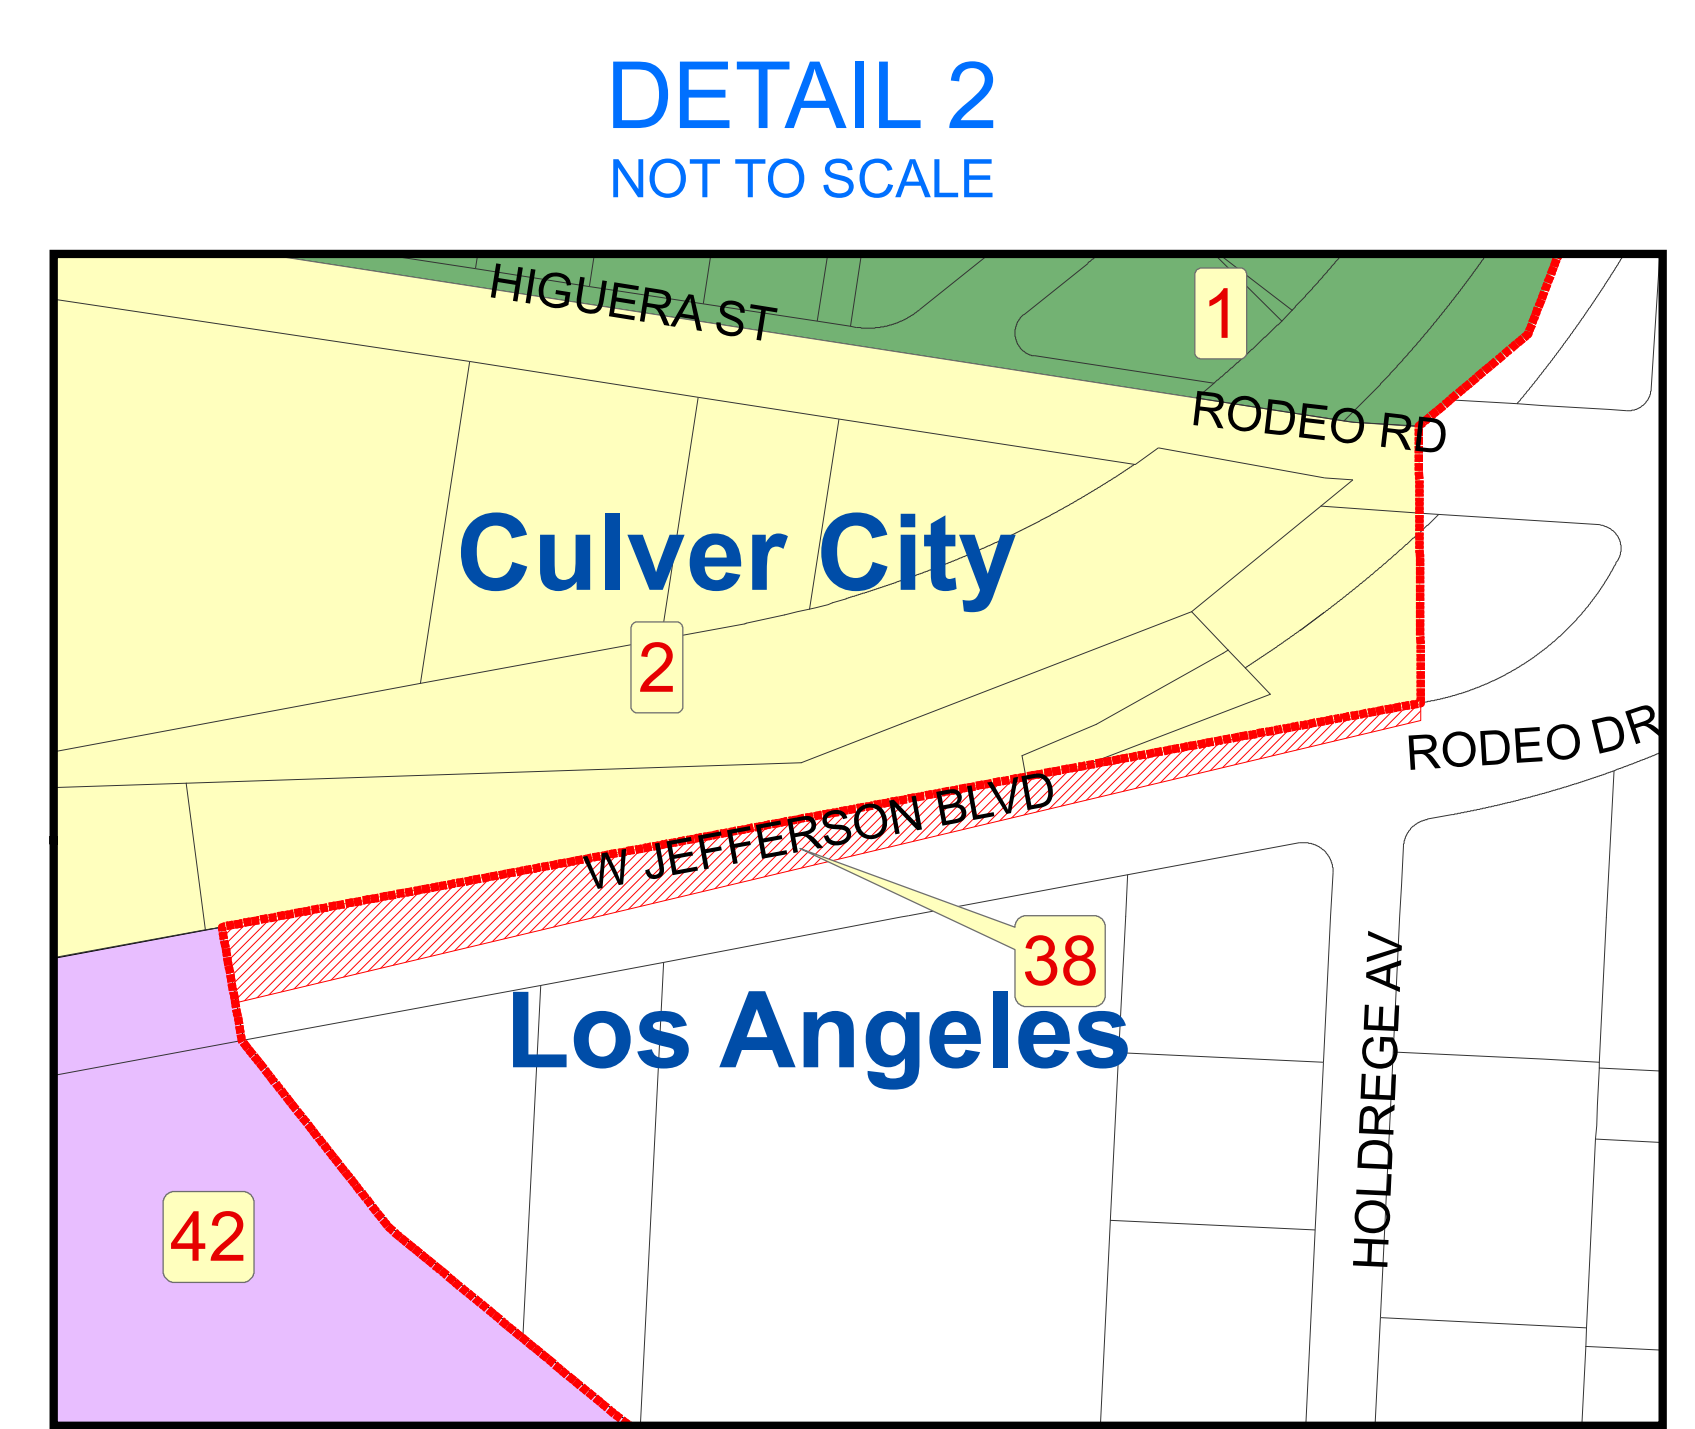 DETAIL 2
NOT TO SCALE
HIGUERA ST
1
RODEO RD
Culver City
2
RODEO DR
W JEFFERSON BLVD
38
Los Angeles
HOLDREGE AV
42